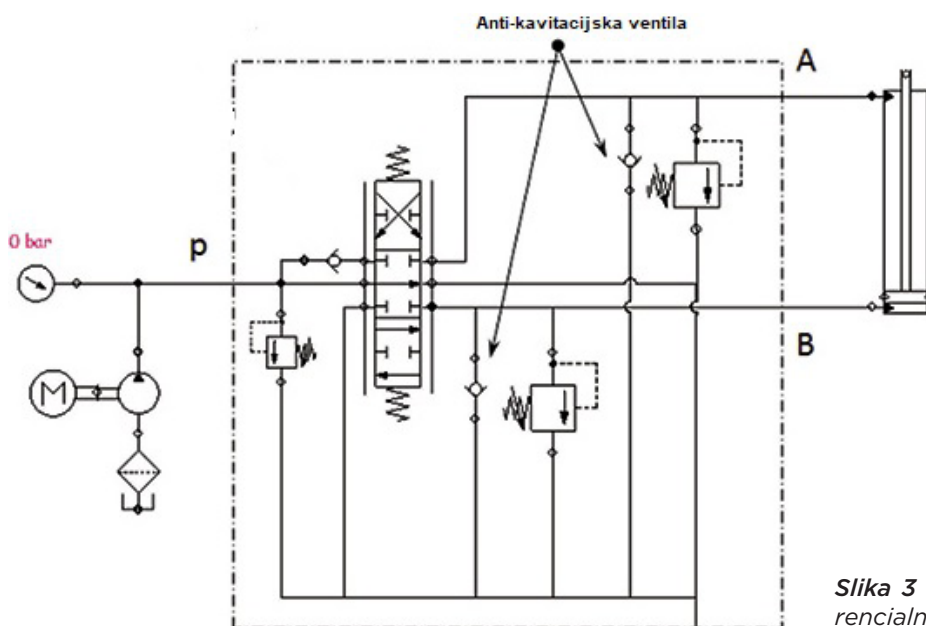 Anti-kavitacijska ventila
A
0 bar
p
M
B
Slika 3
rencialn